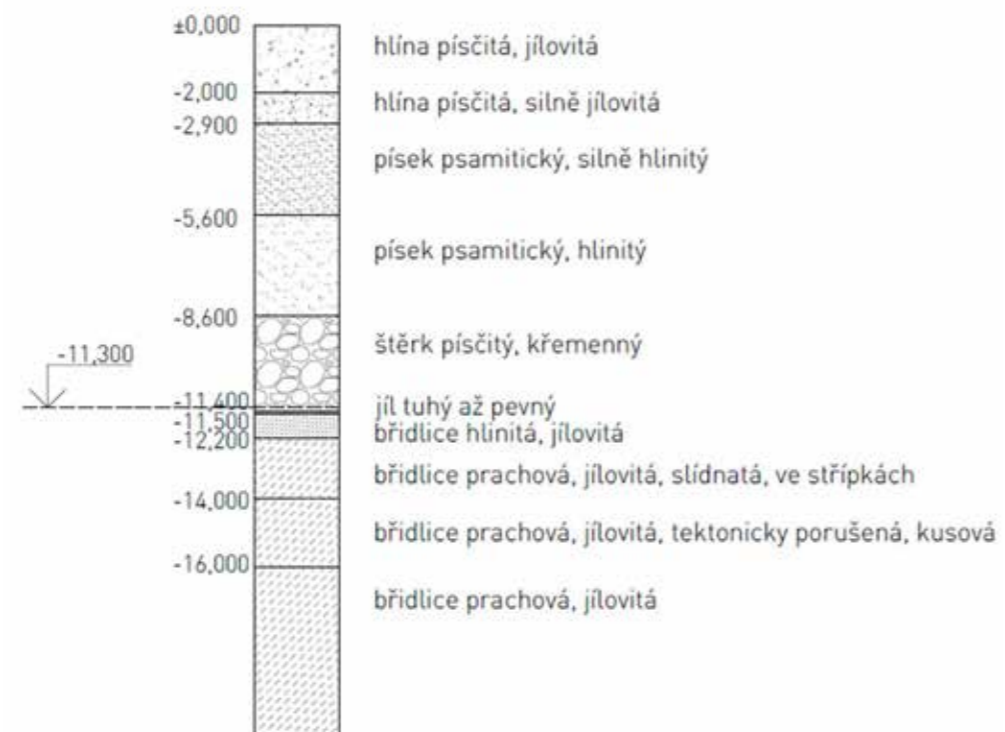 ±0,000
hlína písčitá, jílovitá
-2,000
hlína písčitá, silně jílovitá
-2,900
písek psamitický, silně hlinitý
-5,600
písek psamitický, hlinitý
-8,600
štěrk písčitý, křemenný
-11,300
-11,400
jíl tuhý až pevný
-11,500
břidlice hlinitá, jílovitá
-12,200
břidlice prachová, jílovitá, slídnatá, ve střípkách
-14,000
břidlice prachová, jílovitá, tektonicky porušená, kusová
-16,000
břidlice prachová, jílovitá